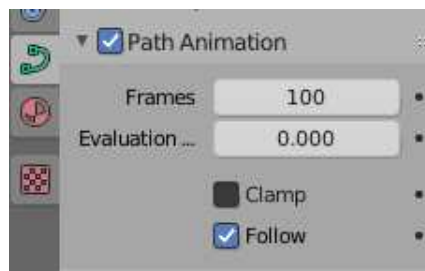 Path Animation
Frames 100
Evaluation ... 0.000
Clamp
Follow